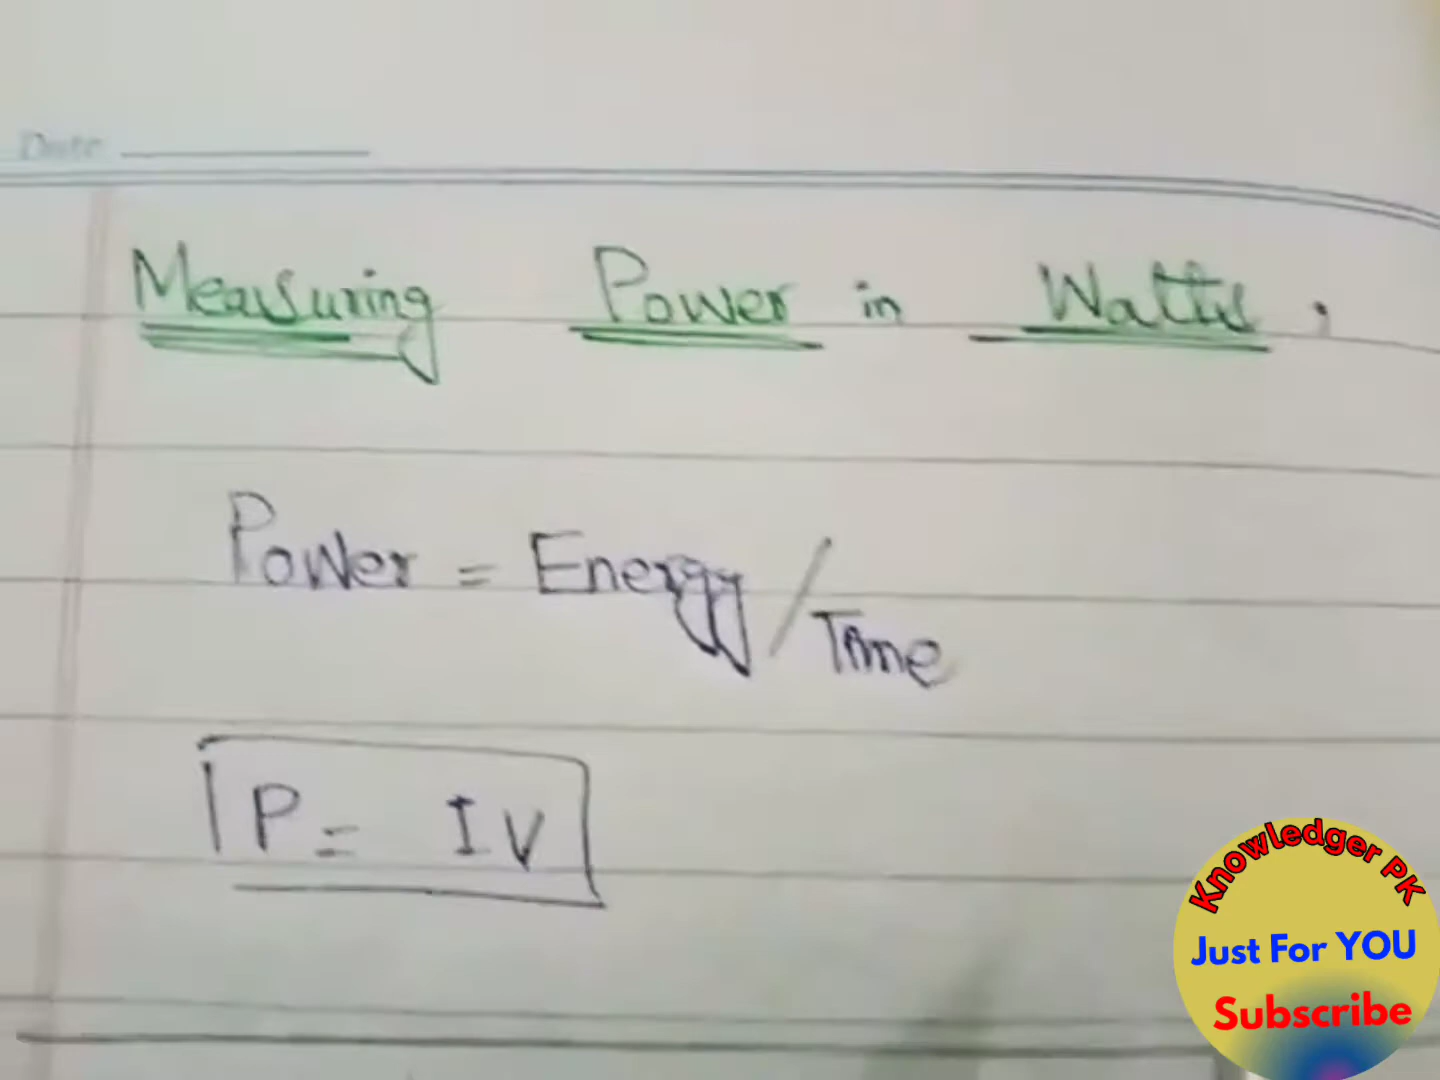 Date
Measuring Power in Watts.
Power = Energy / Time
P = IV
Knowledger PK
Just For YOU
Subscribe